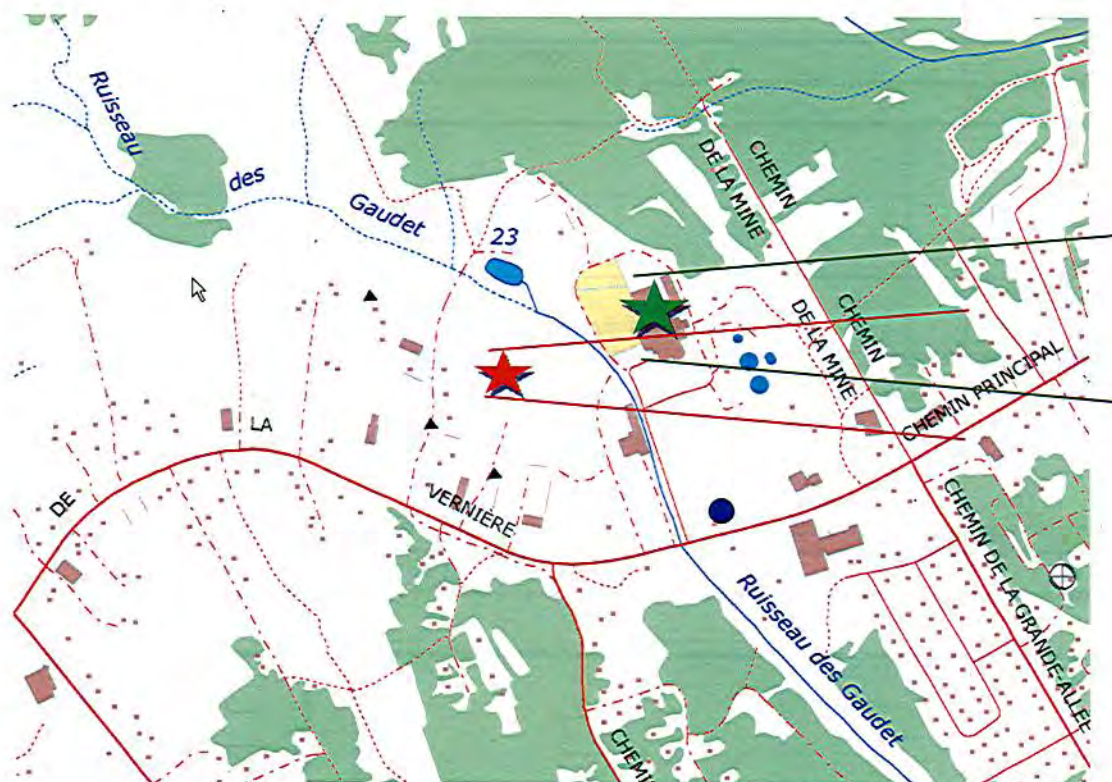 Ruisseau
des
Gaudet
23
CHEMIN
DE LA MINE
CHEMIN
DE LA MINE
CHEMIN PRINCIPAL
DE
LA
VERNIÈRE
CHEMIN DE LA GRANDE-ALLÉE
Ruisseau des Gaudet
CHEMIN